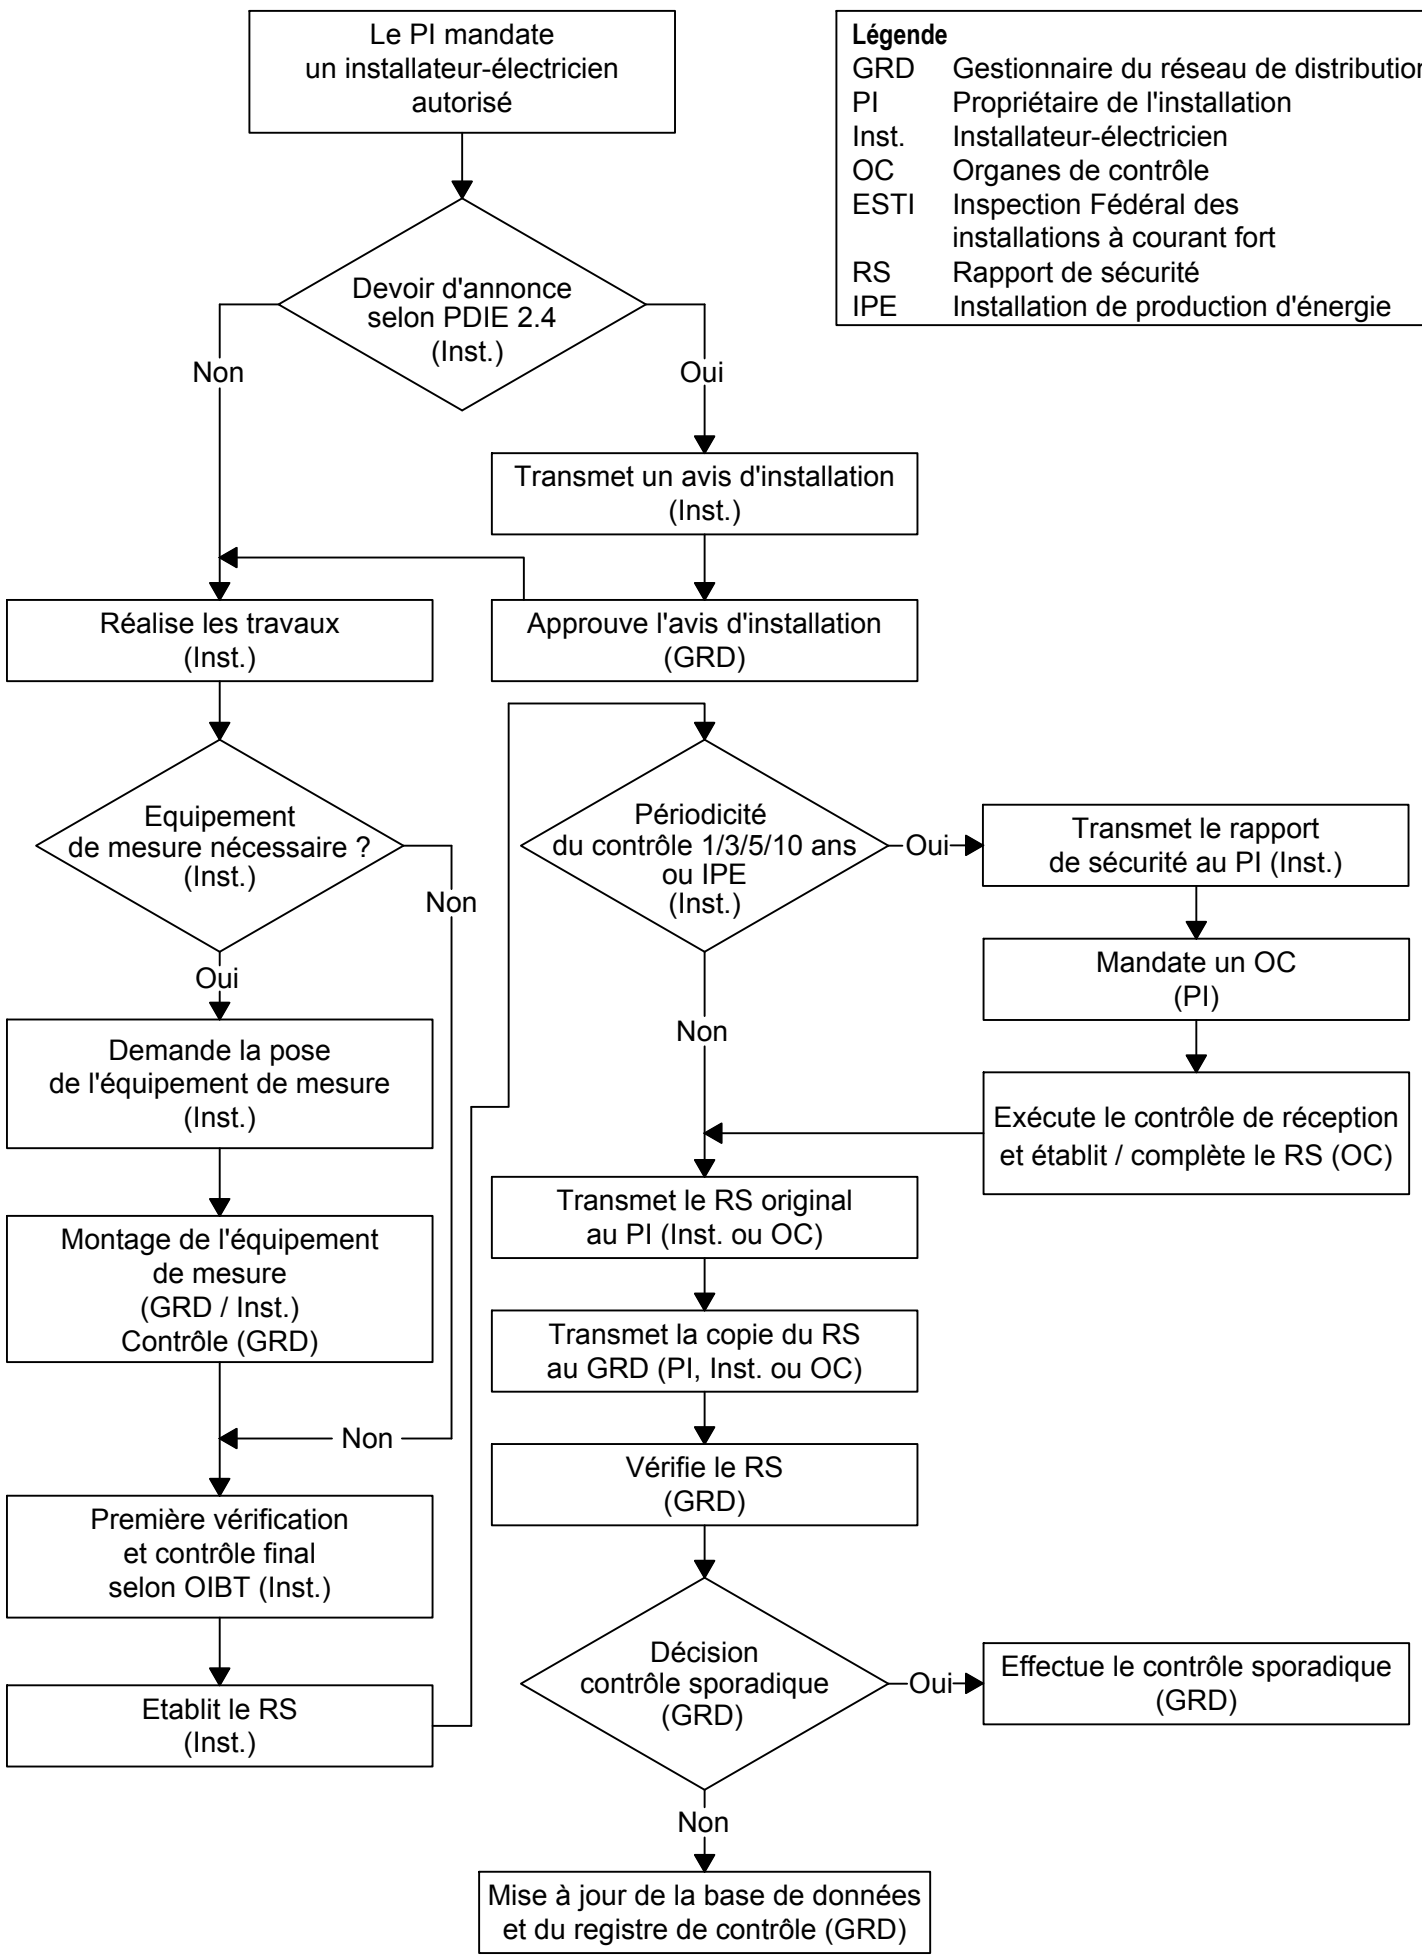 Le PI mandate
un installateur-électricien
autorisé
Légende
GRD Gestionnaire du réseau de distribution
PI Propriétaire de l'installation
Inst. Installateur-électricien
OC Organes de contrôle
ESTI Inspection Fédéral des
installations à courant fort
RS Rapport de sécurité
IPE Installation de production d'énergie
Devoir d'annonce
selon PDIE 2.4
(Inst.)
Non
Oui
Transmet un avis d'installation
(Inst.)
Réalise les travaux
(Inst.)
Approuve l'avis d'installation
(GRD)
Equipement
de mesure nécessaire ?
(Inst.)
Non
Oui
Périodicité
du contrôle 1/3/5/10 ans
ou IPE
(Inst.)
Oui
Transmet le rapport
de sécurité au PI (Inst.)
Mandate un OC
(PI)
Non
Demande la pose
de l'équipement de mesure
(Inst.)
Exécute le contrôle de réception
et établit / complète le RS (OC)
Transmet le RS original
au PI (Inst. ou OC)
Montage de l'équipement
de mesure
(GRD / Inst.)
Contrôle (GRD)
Transmet la copie du RS
au GRD (PI, Inst. ou OC)
Non
Vérifie le RS
(GRD)
Première vérification
et contrôle final
selon OIBT (Inst.)
Etablit le RS
(Inst.)
Décision
contrôle sporadique
(GRD)
Oui
Effectue le contrôle sporadique
(GRD)
Non
Mise à jour de la base de données
et du registre de contrôle (GRD)